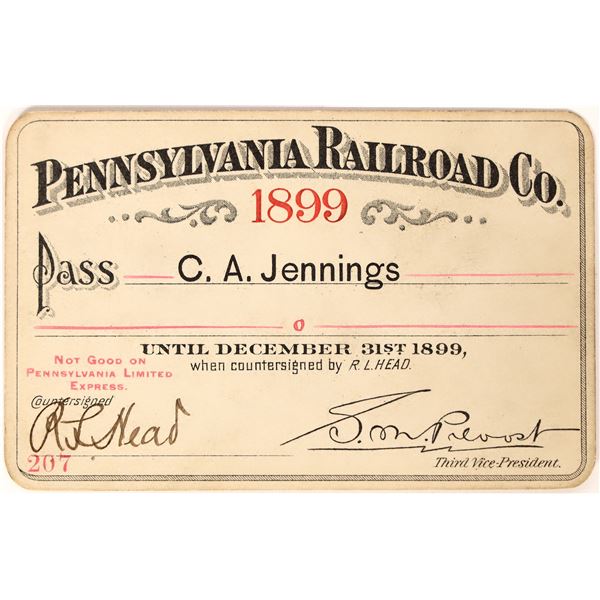 PENNSYLVANIA RAILROAD CO.
1899
Pass C. A. Jennings
o
UNTIL DECEMBER 31ST 1899,
when countersigned by R. L. HEAD.
NOT GOOD ON
PENNSYLVANIA LIMITED
EXPRESS.
Countersigned
R L Head
S. M. Prevost
207
Third Vice-President.